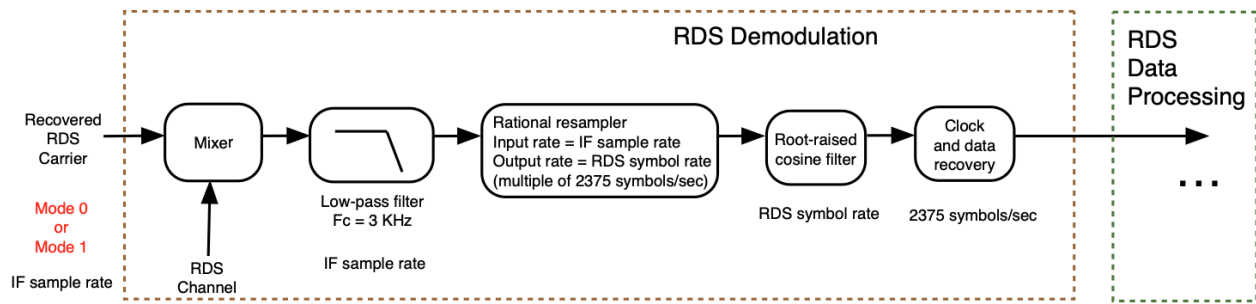 RDS Demodulation
RDS
Data
Processing
Recovered
RDS
Carrier
Mixer
Rational resampler
Input rate = IF sample rate
Output rate = RDS symbol rate
(multiple of 2375 symbols/sec)
Root-raised
cosine filter
Clock
and data
recovery
...
Low-pass filter
Fc = 3 KHz
RDS symbol rate
2375 symbols/sec
Mode 0
or
Mode 1
IF sample rate
RDS
Channel
IF sample rate